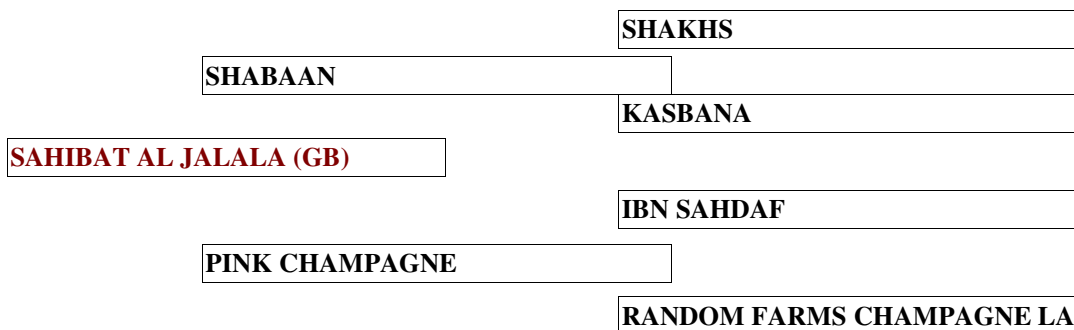 SHAKHS
SHABAAN
KASBANA
SAHIBAT AL JALALA (GB)
IBN SAHDAF
PINK CHAMPAGNE
RANDOM FARMS CHAMPAGNE LA